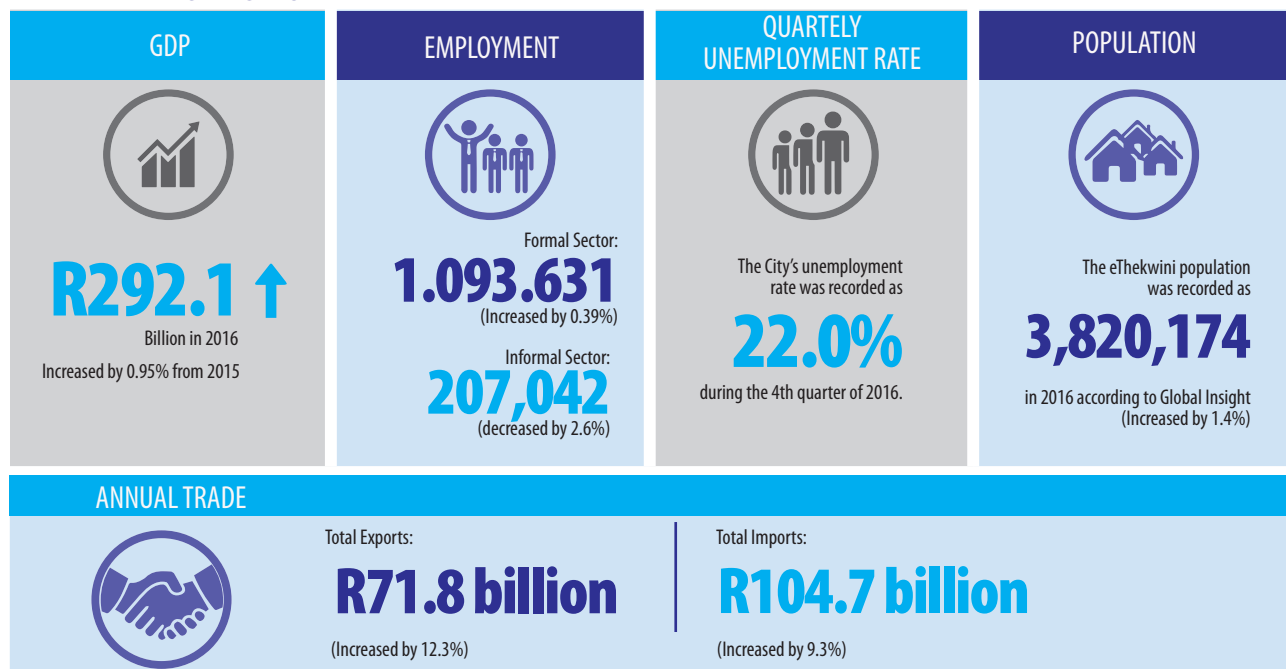 GDP
R292.1
Billion in 2016
Increased by 0.95% from 2015
EMPLOYMENT
Formal Sector:
1.093.631
(Increased by 0.39%)
Informal Sector:
207,042
(decreased by 2.6%)
QUARTELY
UNEMPLOYMENT RATE
The City’s unemployment
rate was recorded as
22.0%
during the 4th quarter of 2016.
POPULATION
The eThekwini population
was recorded as
3,820,174
in 2016 according to Global Insight
(Increased by 1.4%)
ANNUAL TRADE
Total Exports:
R71.8 billion
(Increased by 12.3%)
Total Imports:
R104.7 billion
(Increased by 9.3%)